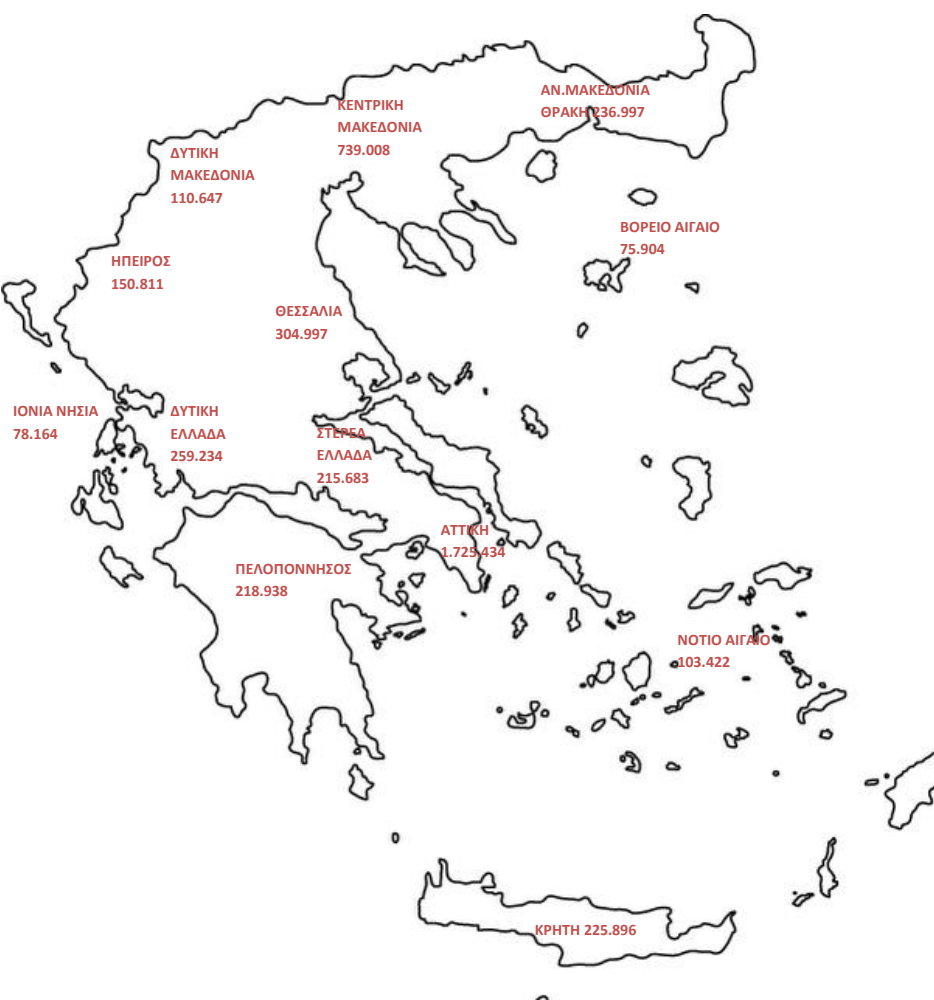 ΑΝ.ΜΑΚΕΔΟΝΙΑ
ΘΡΑΚΗ 236.997
ΚΕΝΤΡΙΚΗ
ΜΑΚΕΔΟΝΙΑ
739.008
ΔΥΤΙΚΗ
ΜΑΚΕΔΟΝΙΑ
110.647
ΒΟΡΕΙΟ ΑΙΓΑΙΟ
75.904
ΗΠΕΙΡΟΣ
150.811
ΘΕΣΣΑΛΙΑ
304.997
ΙΟΝΙΑ ΝΗΣΙΑ
78.164
ΔΥΤΙΚΗ
ΕΛΛΑΔΑ
259.234
ΣΤΕΡΕΑ
ΕΛΛΑΔΑ
215.683
ΑΤΤΙΚΗ
1.725.434
ΠΕΛΟΠΟΝΝΗΣΟΣ
218.938
ΝΟΤΙΟ ΑΙΓΑΙΟ
103.422
ΚΡΗΤΗ 225.896